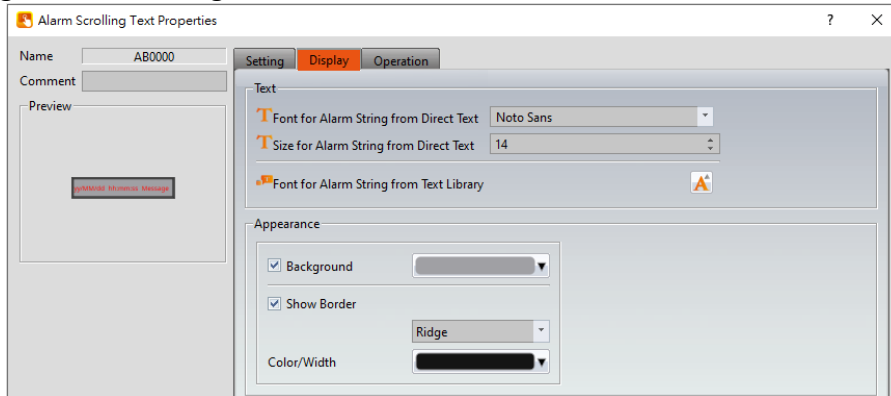 Alarm Scrolling Text Properties
?
Name AB0000
Comment
Preview
Setting Display Operation
Text
Font for Alarm String from Direct Text Noto Sans
Size for Alarm String from Direct Text 14
Font for Alarm String from Text Library
Appearance
Background
Show Border
Ridge
Color/Width